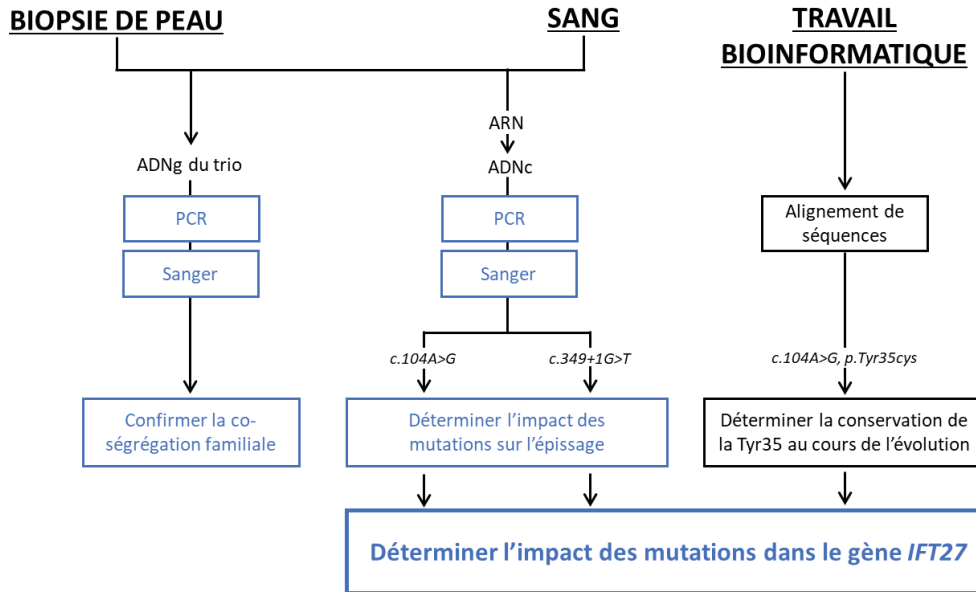 BIOPSIE DE PEAU
SANG
TRAVAIL
BIOINFORMATIQUE
ADNg du trio
PCR
Sanger
Confirmer la co-
ségrégation familiale
ARN
ADNc
PCR
Sanger
c.104A>G
c.349+1G>T
Déterminer l'impact des
mutations sur l'épissage
Alignement de
séquences
c.104A>G, p.Tyr35cys
Déterminer la conservation de
la Tyr35 au cours de l'évolution
Déterminer l'impact des mutations dans le gène IFT27